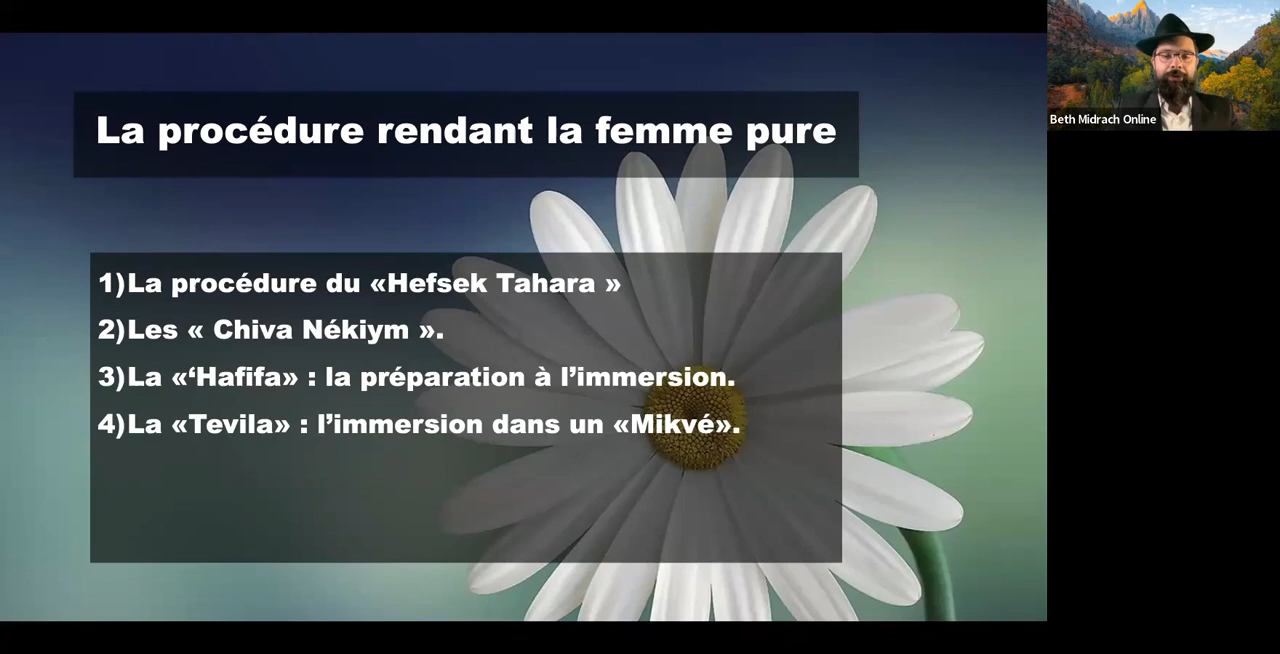 La procédure rendant la femme pure
1)La procédure du «Hefsek Tahara »
2)Les « Chiva Nékiym ».
3)La «‘Hafifa» : la préparation à l’immersion.
4)La «Tevila» : l’immersion dans un «Mikvé».
Beth Midrach Online